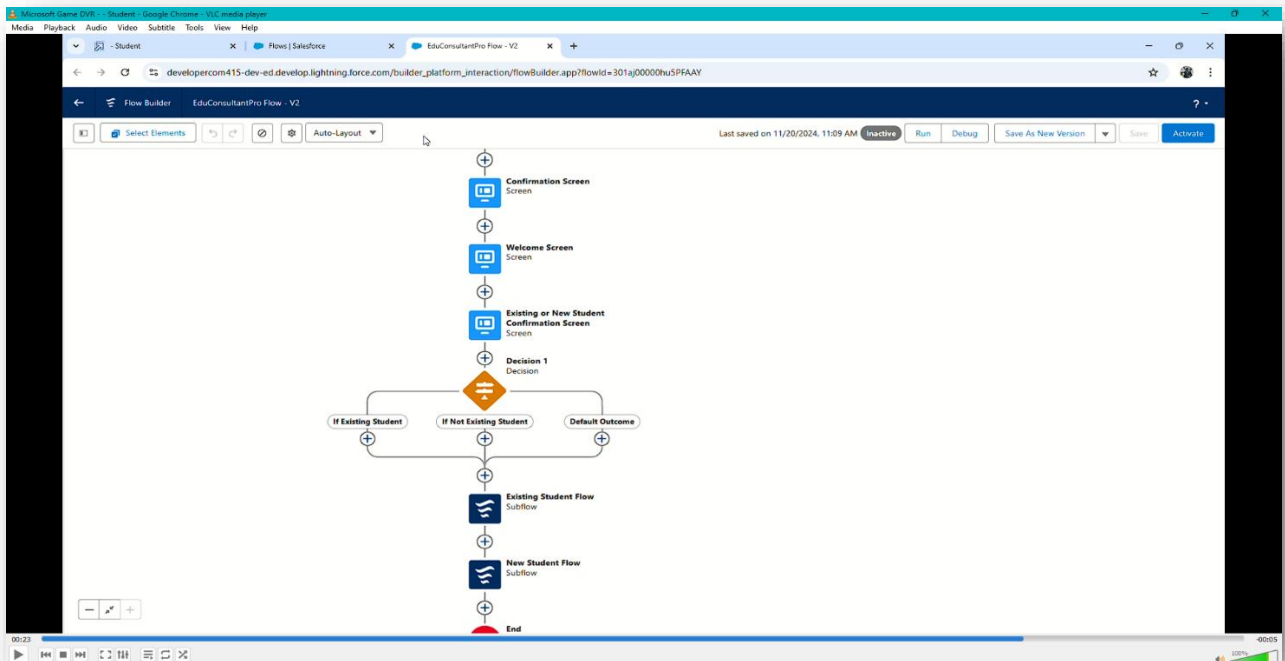 Microsoft Game DVR - - Student - Google Chrome - VLC media player
Media Playback Audio Video Subtitle Tools View Help
- Student
Flows | Salesforce
EduConsultantPro Flow - V2
developercom415-dev-ed.develop.lightning.force.com/builder_platform_interaction/flowBuilder.app?flowId=301aj00000hu5PFAAY
Flow Builder EduConsultantPro Flow - V2 ?
Select Elements Auto-Layout Last saved on 11/20/2024, 11:09 AM Inactive Run Debug Save As New Version Save Activate
Confirmation Screen
Screen
Welcome Screen
Screen
Existing or New Student
Confirmation Screen
Screen
Decision 1
Decision
If Existing Student If Not Existing Student Default Outcome
Existing Student Flow
Subflow
New Student Flow
Subflow
End
00:23 -00:05
100%